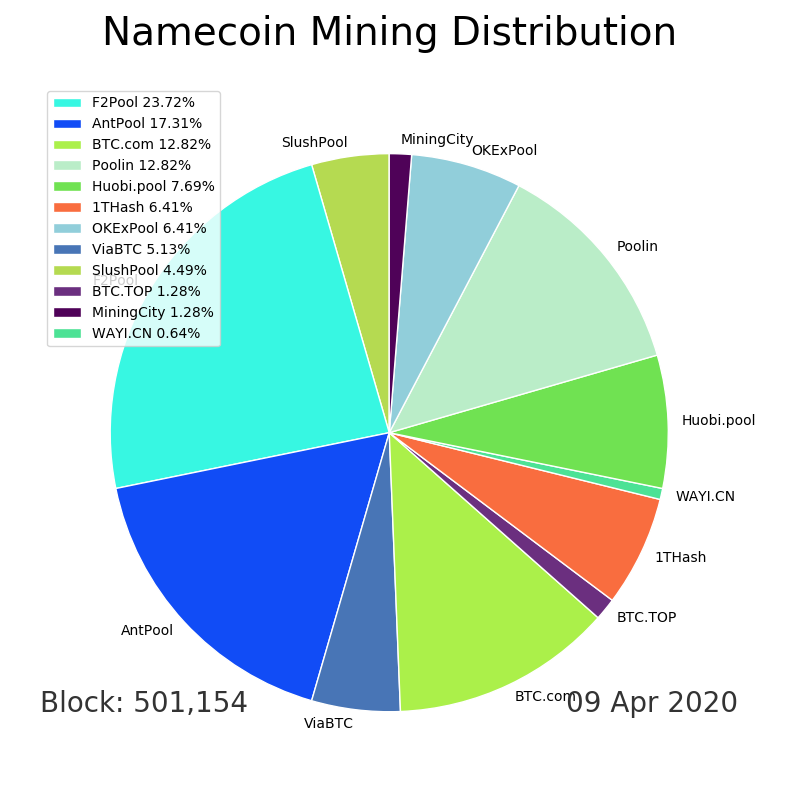 Namecoin Mining Distribution
F2Pool 23.72%
AntPool 17.31%
BTC.com 12.82%
Poolin 12.82%
Huobi.pool 7.69%
1THash 6.41%
OKExPool 6.41%
ViaBTC 5.13%
SlushPool 4.49%
BTC.TOP 1.28%
MiningCity 1.28%
WAYI.CN 0.64%
SlushPool
MiningCity
OKExPool
Poolin
F2Pool
Huobi.pool
WAYI.CN
1THash
BTC.TOP
AntPool
BTC.com
ViaBTC
Block: 501,154
09 Apr 2020